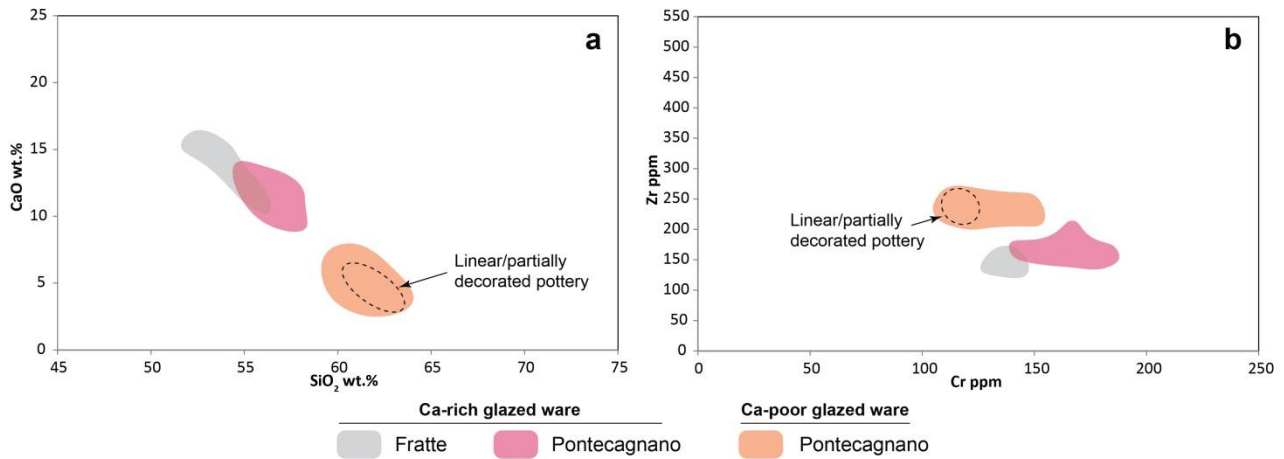 a
25
20
15
10
5
0
CaO wt.%
45
50
55
60
65
70
75
SiO₂ wt.%
Linear/partially
decorated pottery
b
550
500
450
400
350
300
250
200
150
100
50
0
Zr ppm
0
50
100
150
200
250
Cr ppm
Linear/partially
decorated pottery
Ca-rich glazed ware
Ca-poor glazed ware
Fratte
Pontecagnano
Pontecagnano